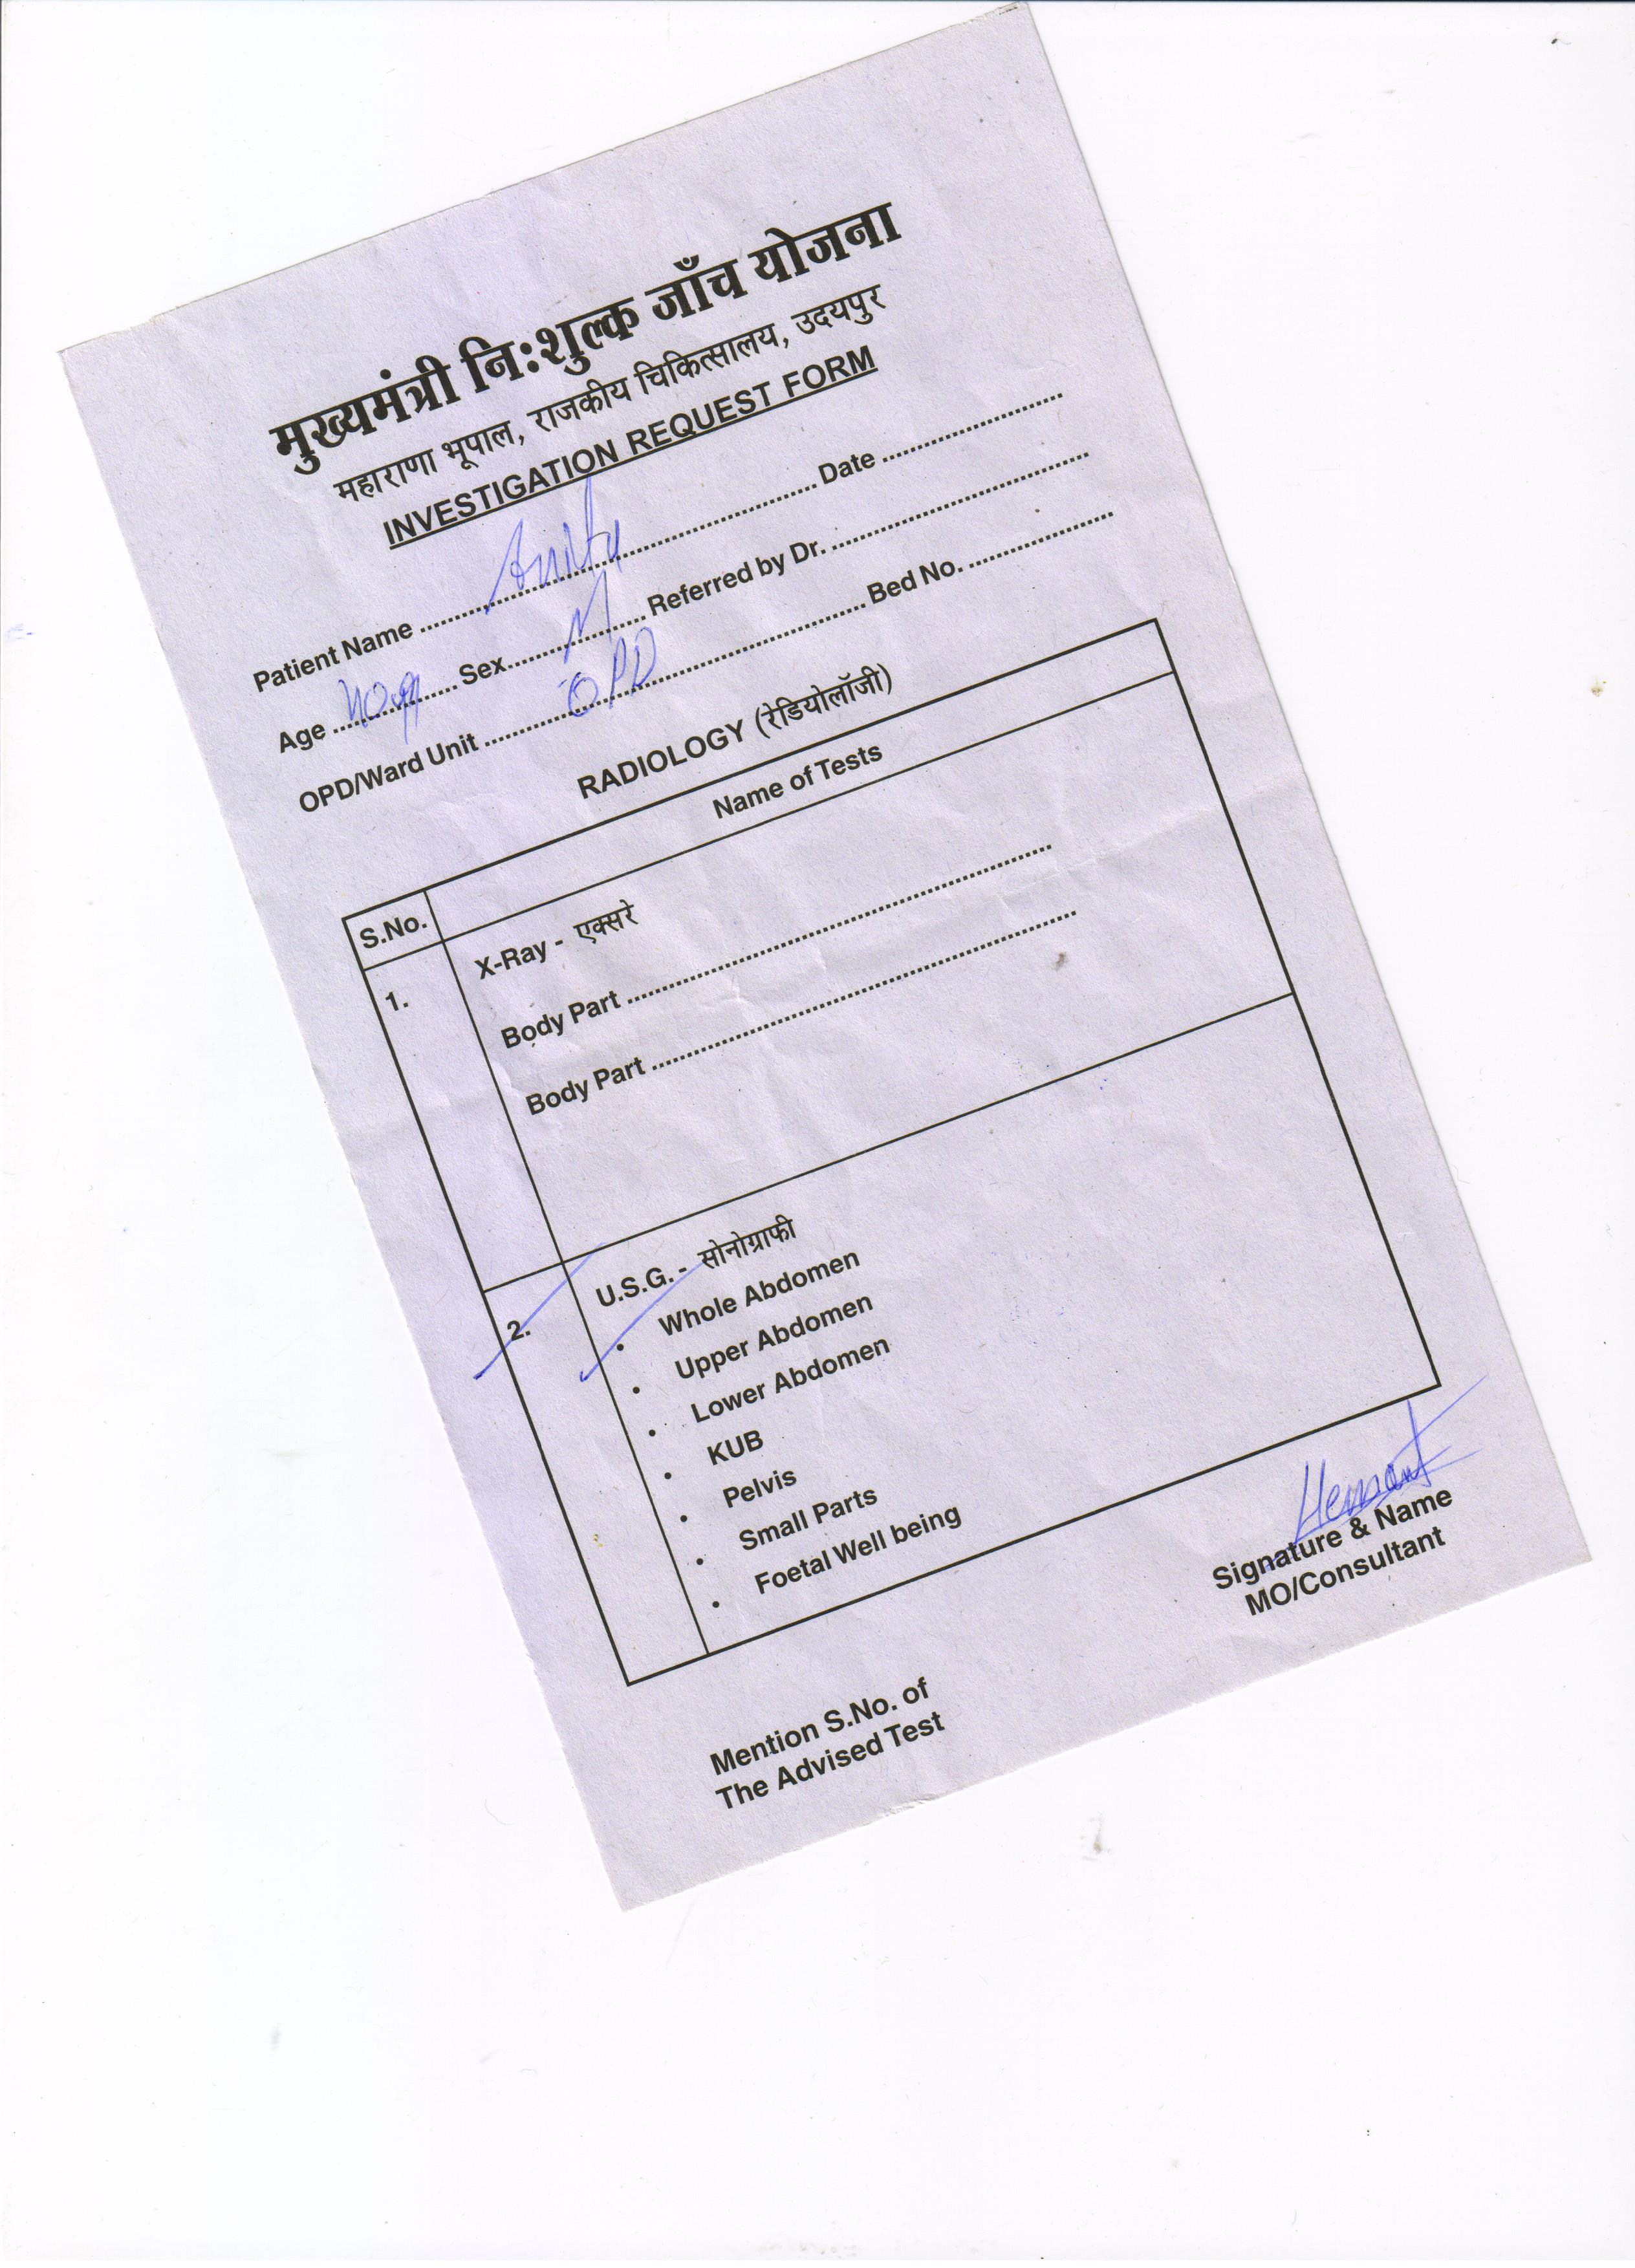 मुख्यमंत्री नि:शुल्क जाँच योजना
महाराणा भूपाल, राजकीय चिकित्सालय, उदयपुर
INVESTIGATION REQUEST FORM
Patient Name ........................ Date ........................
Age ............ Sex ............ M Referred by Dr. ........................
OPD/Ward Unit ............ OPD ............ Bed No. ............
RADIOLOGY (रेडियोलॉजी)
S.No. Name of Tests
1. X-Ray - एक्सरे
Body Part ........................
Body Part ........................
2. U.S.G. - सोनोग्राफी
• Whole Abdomen
• Upper Abdomen
• Lower Abdomen
• KUB
• Pelvis
• Small Parts
• Foetal Well being
Hemant
Signature & Name
MO/Consultant
Mention S.No. of
The Advised Test